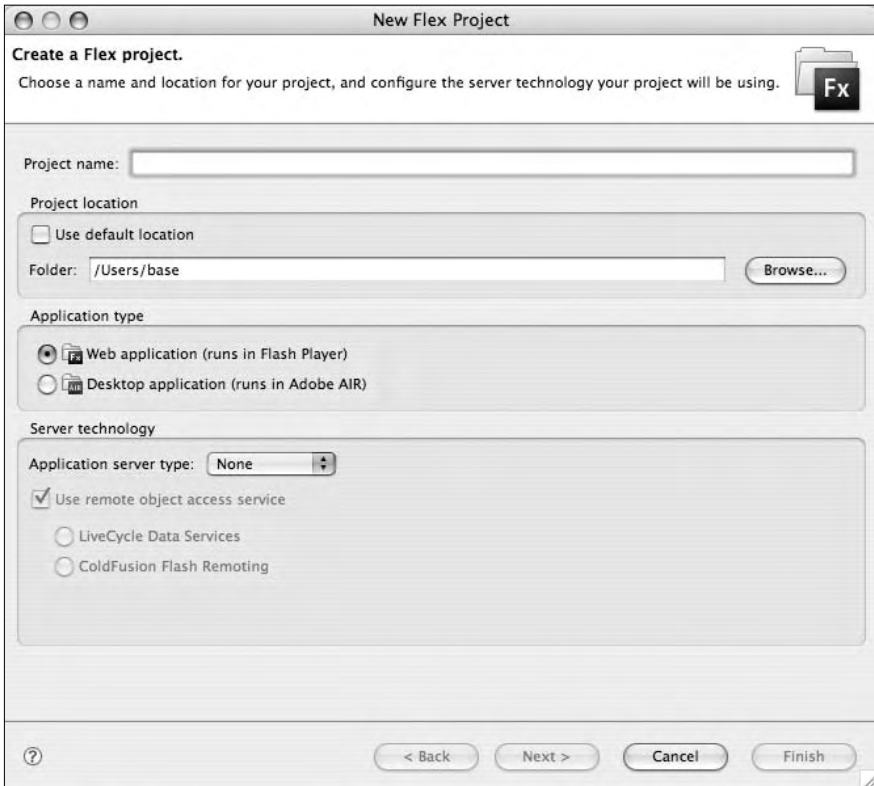 New Flex Project
Create a Flex project.
Choose a name and location for your project, and configure the server technology your project will be using.
Fx
Project name:
Project location
Use default location
Folder: /Users/base Browse...
Application type
Fx Web application (runs in Flash Player)
AIR Desktop application (runs in Adobe AIR)
Server technology
Application server type: None
Use remote object access service
LiveCycle Data Services
ColdFusion Flash Remoting
? < Back Next > Cancel Finish